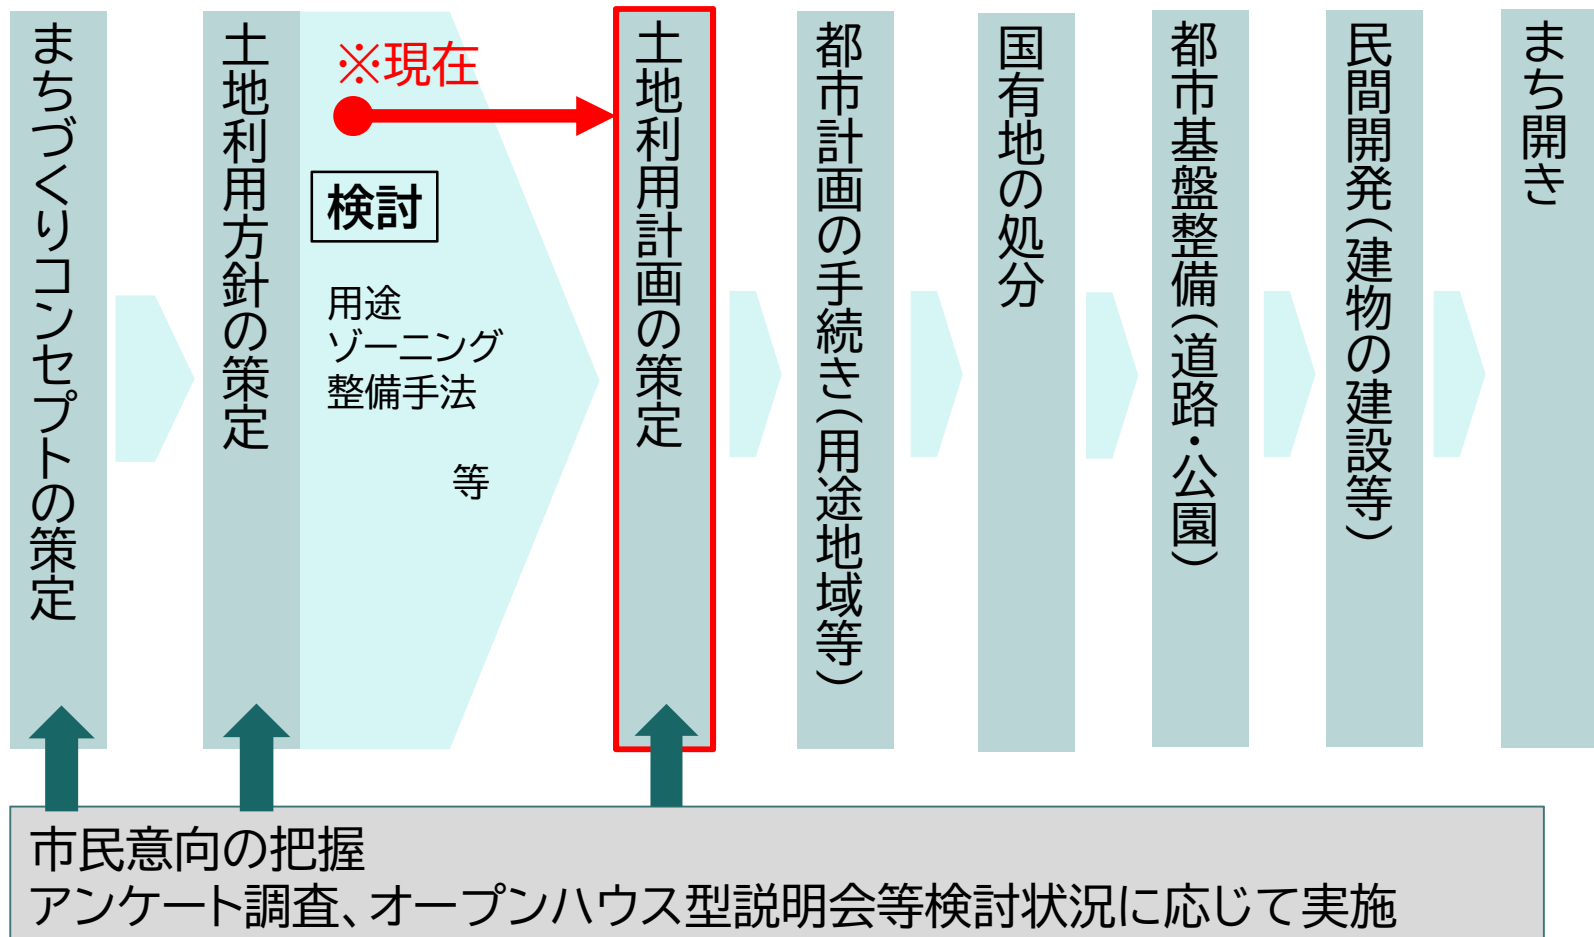 まちづくりコンセプトの策定
土地利用方針の策定
※現在
検討
用途
ゾーニング
整備手法
等
土地利用計画の策定
都市計画の手続き(用途地域等)
国有地の処分
都市基盤整備(道路・公園)
民間開発(建物の建設等)
まち開き
市民意向の把握
アンケート調査、オープンハウス型説明会等検討状況に応じて実施